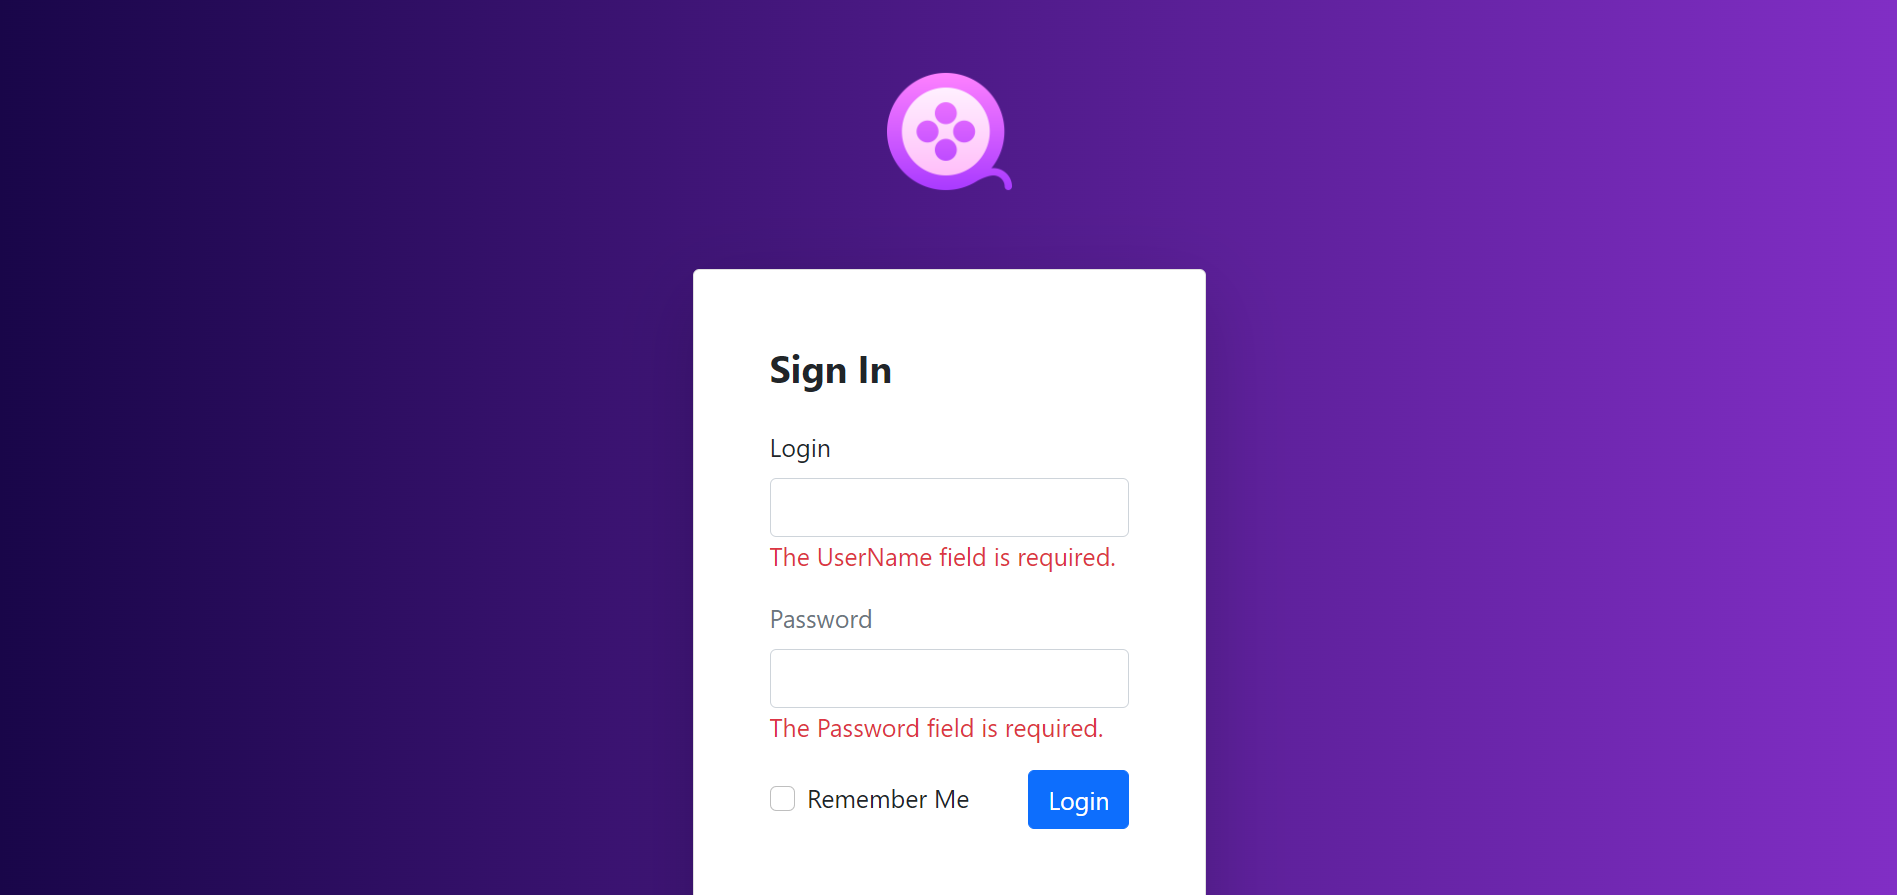 Sign In
Login
The UserName field is required.
Password
The Password field is required.
Remember Me
Login